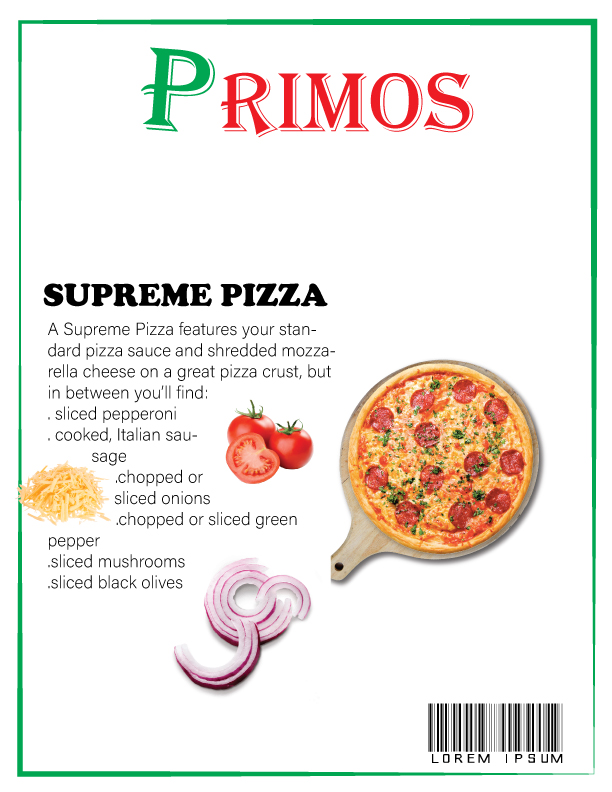 PRIMOS
SUPREME PIZZA
A Supreme Pizza features your stan-
dard pizza sauce and shredded mozza-
rella cheese on a great pizza crust, but
in between you'll find:
. sliced pepperoni
. cooked, Italian sau-
sage
.chopped or
sliced onions
.chopped or sliced green
pepper
.sliced mushrooms
.sliced black olives
LOREM IPSUM